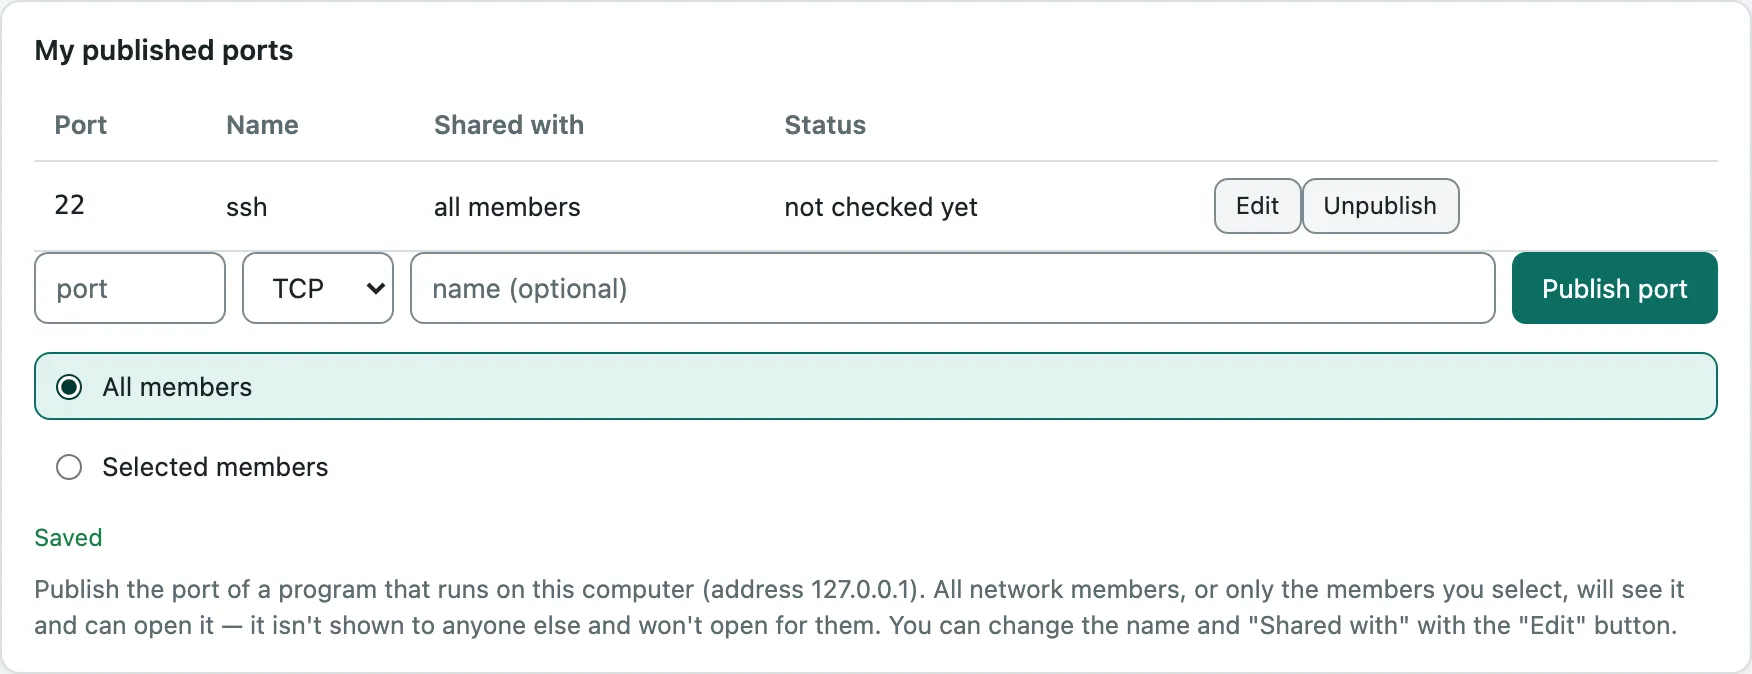 My published ports
Port Name Shared with Status
22 ssh all members not checked yet Edit Unpublish
port TCP name (optional) Publish port
All members
Selected members
Saved
Publish the port of a program that runs on this computer (address 127.0.0.1). All network members, or only the members you select, will see it
and can open it — it isn't shown to anyone else and won't open for them. You can change the name and "Shared with" with the "Edit" button.